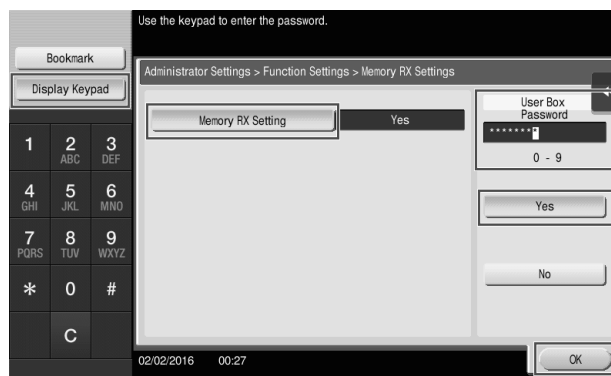 Use the keypad to enter the password.
Bookmark
Display Keypad
Administrator Settings > Function Settings > Memory RX Settings
Memory RX Setting
Yes
User Box
Password
********
0 - 9
Yes
No
1
2
ABC
3
DEF
4
GHI
5
JKL
6
MNO
7
PQRS
8
TUV
9
WXYZ
*
0
#
C
02/02/2016 00:27
OK